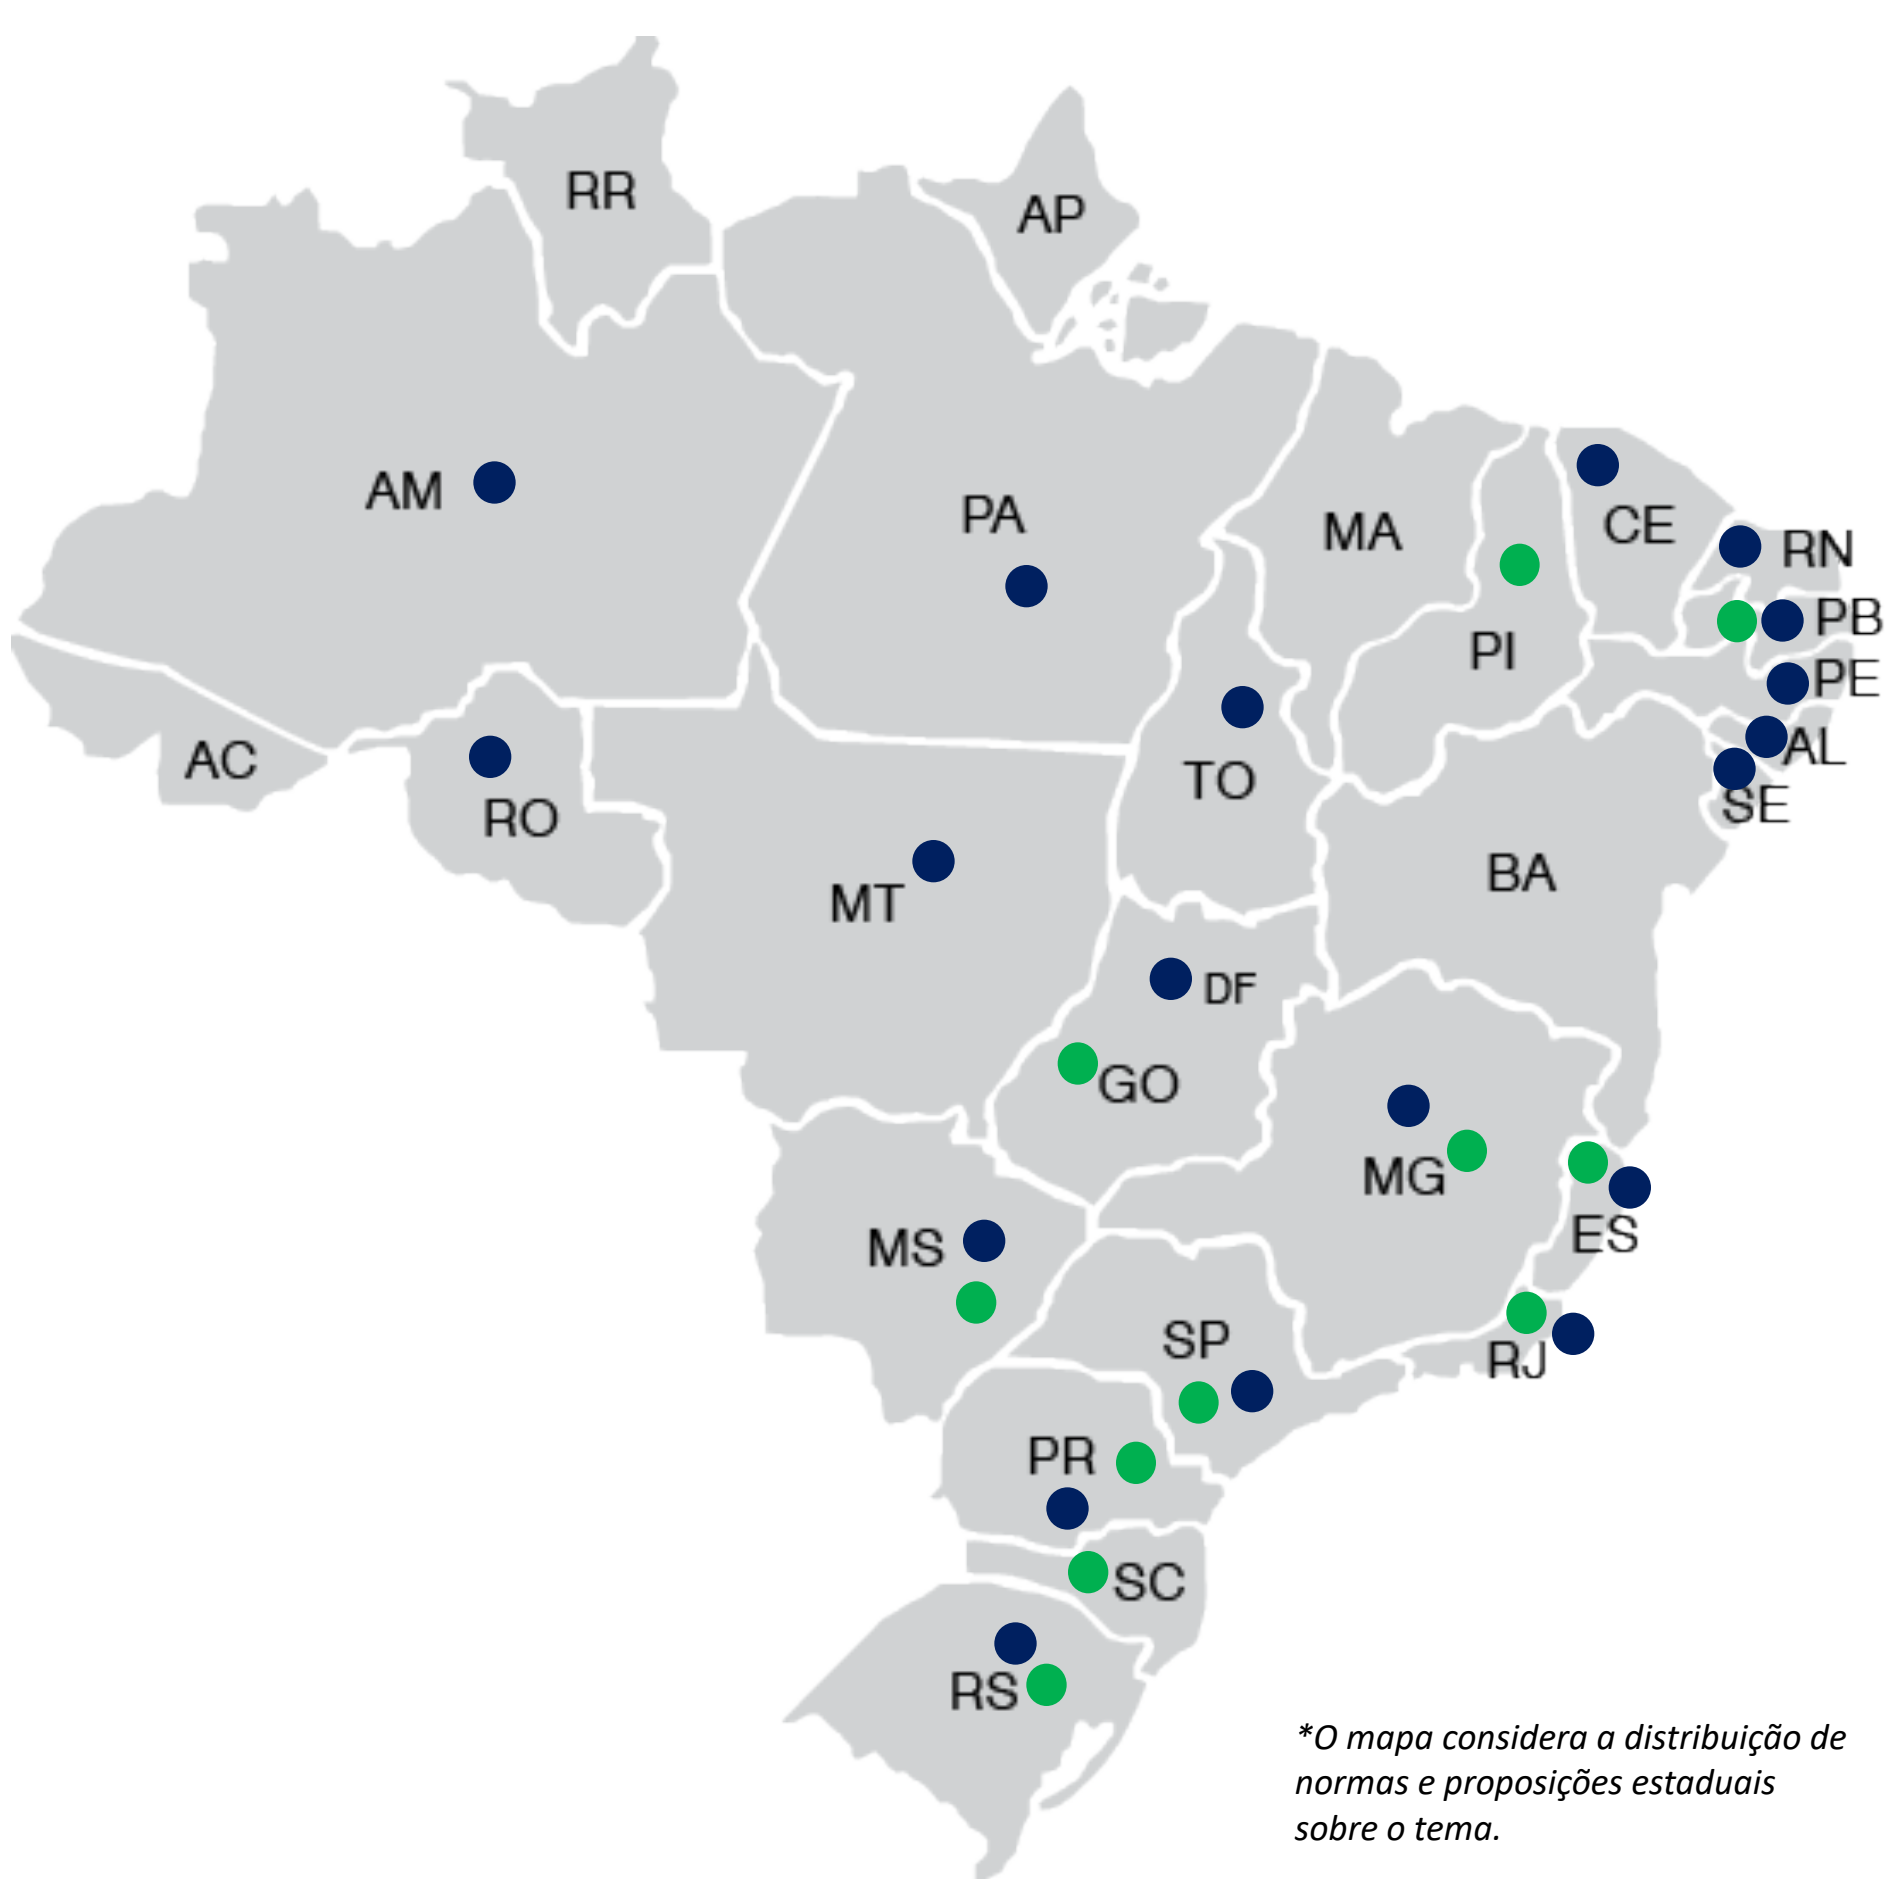 RR
AP
AM
PA
MA
CE
RN
PB
PI
PE
AC
AL
TO
SE
RO
BA
MT
DF
GO
MG
ES
MS
SP
RJ
PR
SC
RS
*O mapa considera a distribuição de
normas e proposições estaduais
sobre o tema.